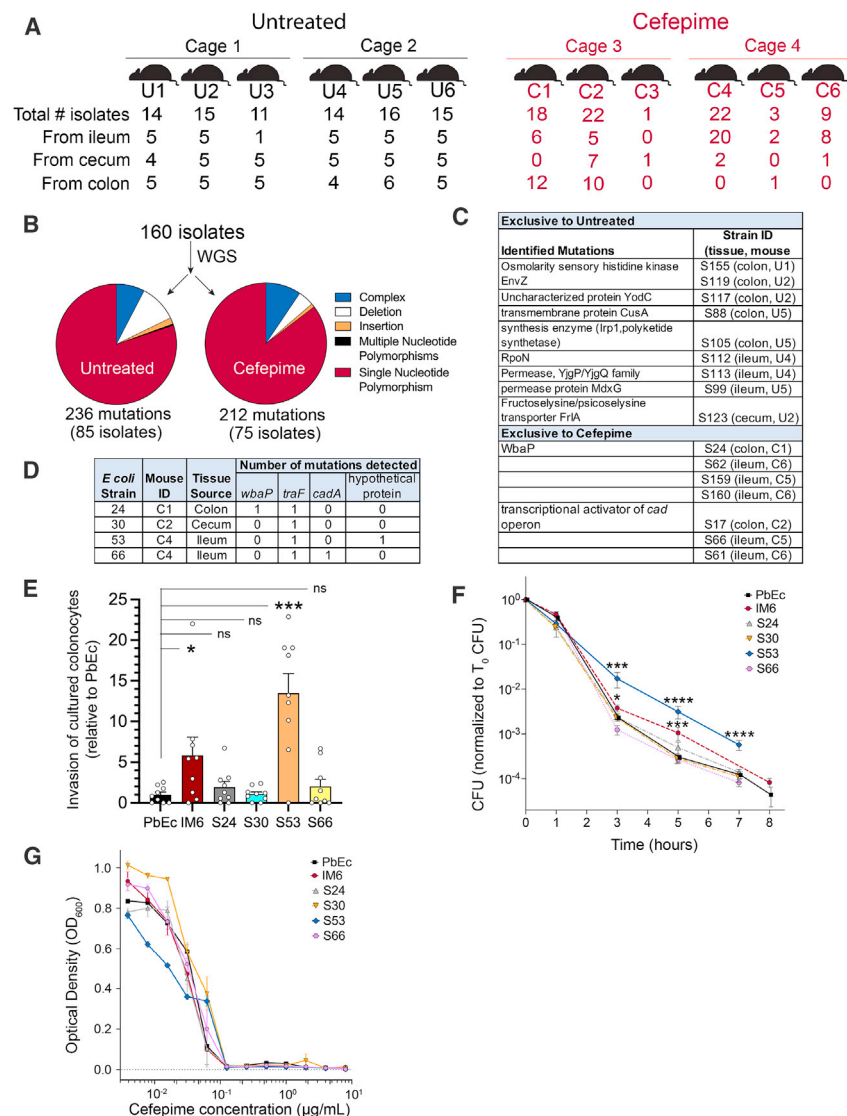 A
Untreated
Cefepime
Cage 1 Cage 2 Cage 3 Cage 4
U1 U2 U3 U4 U5 U6 C1 C2 C3 C4 C5 C6
Total # isolates 14 15 11 14 16 15 18 22 1 22 3 9
From ileum 5 5 1 5 5 5 6 5 0 20 2 8
From cecum 4 5 5 5 5 5 0 7 1 2 0 1
From colon 5 5 5 4 6 5 12 10 0 0 1 0
B
160 isolates
WGS
Untreated
Cefepime
236 mutations
(85 isolates)
212 mutations
(75 isolates)
Complex
Deletion
Insertion
Multiple Nucleotide
Polymorphisms
Single Nucleotide
Polymorphism
C
Exclusive to Untreated
Identified Mutations
Strain ID
(tissue, mouse
Osmolarity sensory histidine kinase
EnvZ
S155 (colon, U1)
S119 (colon, U2)
Uncharacterized protein YodC S117 (colon, U2)
transmembrane protein CusA S88 (colon, U5)
synthesis enzyme (Irp1,polyketide
synthetase) S105 (colon, U5)
RpoN S112 (ileum, U4)
Permease, YjgP/YjgQ family S113 (ileum, U4)
permease protein MdxG S99 (ileum, U5)
Fructoselysine/psicoselysine
transporter FrlA S123 (cecum, U2)
Exclusive to Cefepime
WbaP S24 (colon, C1)
S62 (ileum, C6)
S159 (ileum, C5)
S160 (ileum, C6)
transcriptional activator of cad
operon S17 (colon, C2)
S66 (ileum, C5)
S61 (ileum, C6)
D
E coli
Strain
Mouse
ID
Tissue
Source
Number of mutations detected
wbaP traF cadA hypothetical
protein
24 C1 Colon 1 1 0 0
30 C2 Cecum 0 1 0 0
53 C4 Ileum 0 1 0 1
66 C4 Ileum 0 1 1 0
E
Invasion of cultured colonocytes
(relative to PbEc)
25
20
15
10
5
0
ns
***
ns
ns
*
PbEc IM6 S24 S30 S53 S66
F
CFU (normalized to T0 CFU)
10⁰
10⁻¹
10⁻²
10⁻³
10⁻⁴
PbEc
IM6
S24
S30
S53
S66
***
*
****
***
****
0 1 2 3 4 5 6 7 8
Time (hours)
G
Optical Density (OD600)
1.0
0.8
0.6
0.4
0.2
0.0
PbEc
IM6
S24
S30
S53
S66
10⁻² 10⁻¹ 10⁰ 10¹
Cefepime concentration (µg/mL)